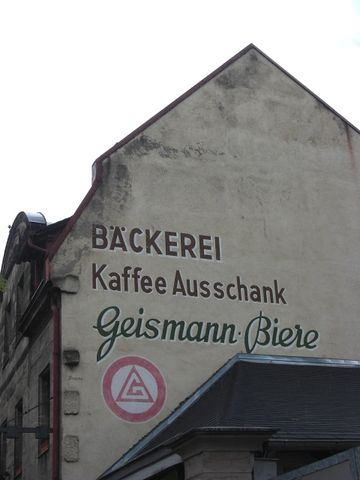 BÄCKEREI
Kaffee Ausschank
Geismann-Biere
G